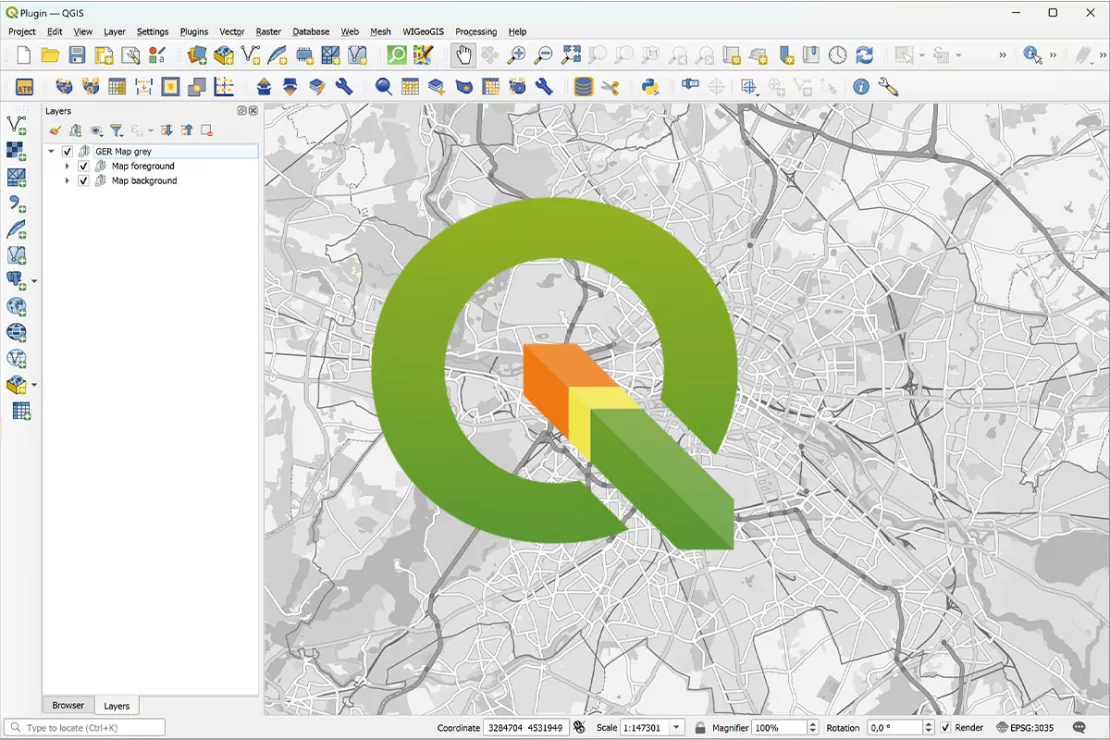 Plugin — QGIS
Project Edit View Layer Settings Plugins Vector Raster Database Web Mesh WIGeoGIS Processing Help
ATP
Layers
GER Map grey
Map foreground
Map background
Browser Layers
Type to locate (Ctrl+K) Coordinate 3284704 4531949 Scale 1:147301 Magnifier 100% Rotation 0,0 ° Render EPSG:3035